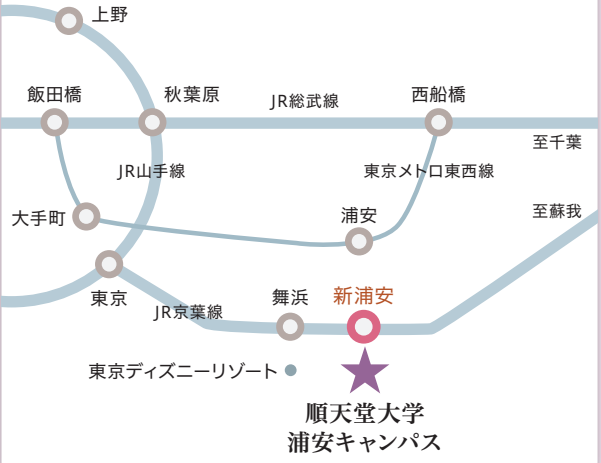 上野
飯田橋
秋葉原
JR総武線
西船橋
至千葉
JR山手線
東京メトロ東西線
大手町
浦安
至蘇我
東京
JR京葉線
舞浜
新浦安
東京ディズニーリゾート
順天堂大学
浦安キャンパス